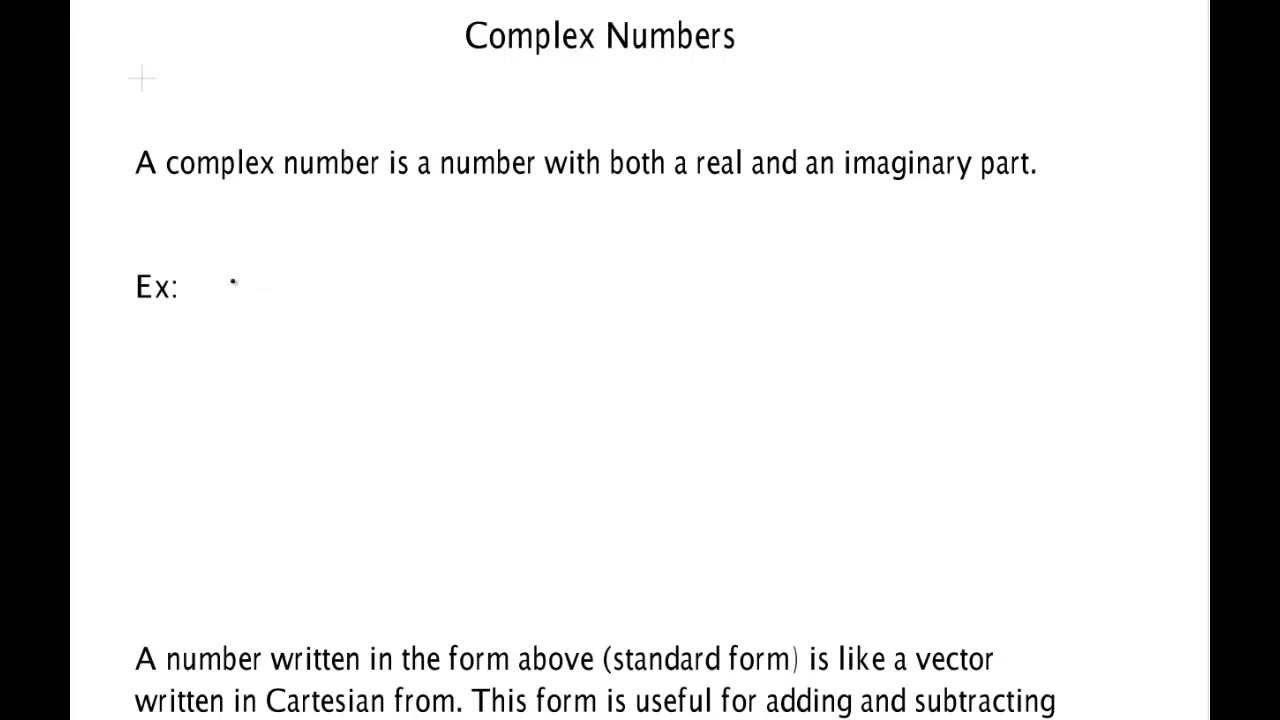 Complex Numbers
A complex number is a number with both a real and an imaginary part.
Ex:
A number written in the form above (standard form) is like a vector
written in Cartesian from. This form is useful for adding and subtracting